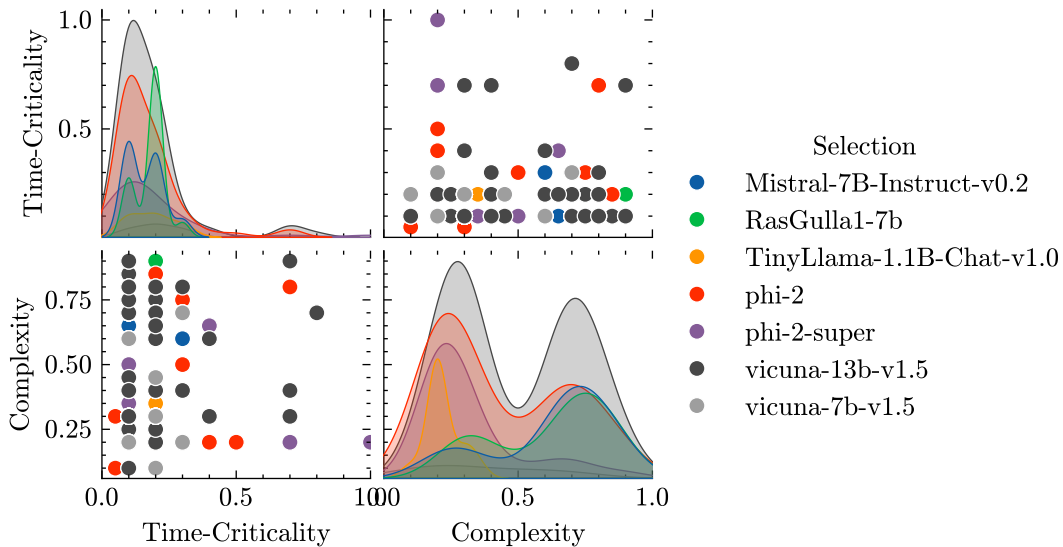 1.0
0.5
Time-Criticality
0.75
0.50
0.25
Complexity
0.0
0.5
1.0
0.0
0.5
1.0
Time-Criticality
Complexity
Selection
Mistral-7B-Instruct-v0.2
RasGulla1-7b
TinyLlama-1.1B-Chat-v1.0
phi-2
phi-2-super
vicuna-13b-v1.5
vicuna-7b-v1.5